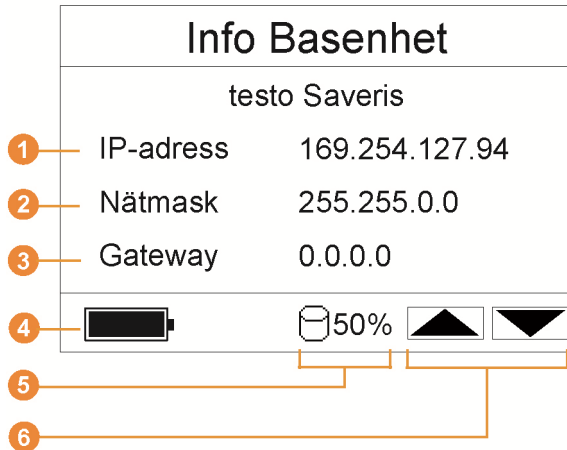 Info Basenhet
testo Saveris
1 IP-adress 169.254.127.94
2 Nätmask 255.255.0.0
3 Gateway 0.0.0.0
4 50%
5
6